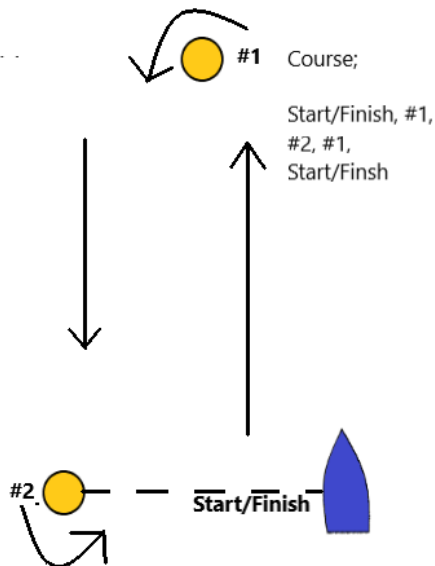 #1
Course;
Start/Finish, #1,
#2, #1,
Start/Finsh
#2
Start/Finish